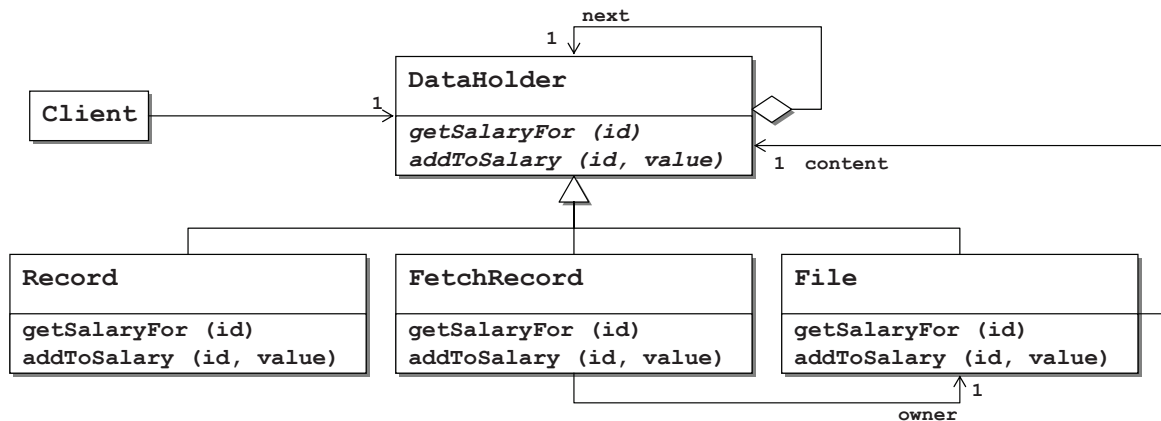 next
1
DataHolder
Client
1
getSalaryFor (id)
addToSalary (id, value)
1 content
Record
FetchRecord
File
getSalaryFor (id)
addToSalary (id, value)
getSalaryFor (id)
addToSalary (id, value)
getSalaryFor (id)
addToSalary (id, value)
1
owner